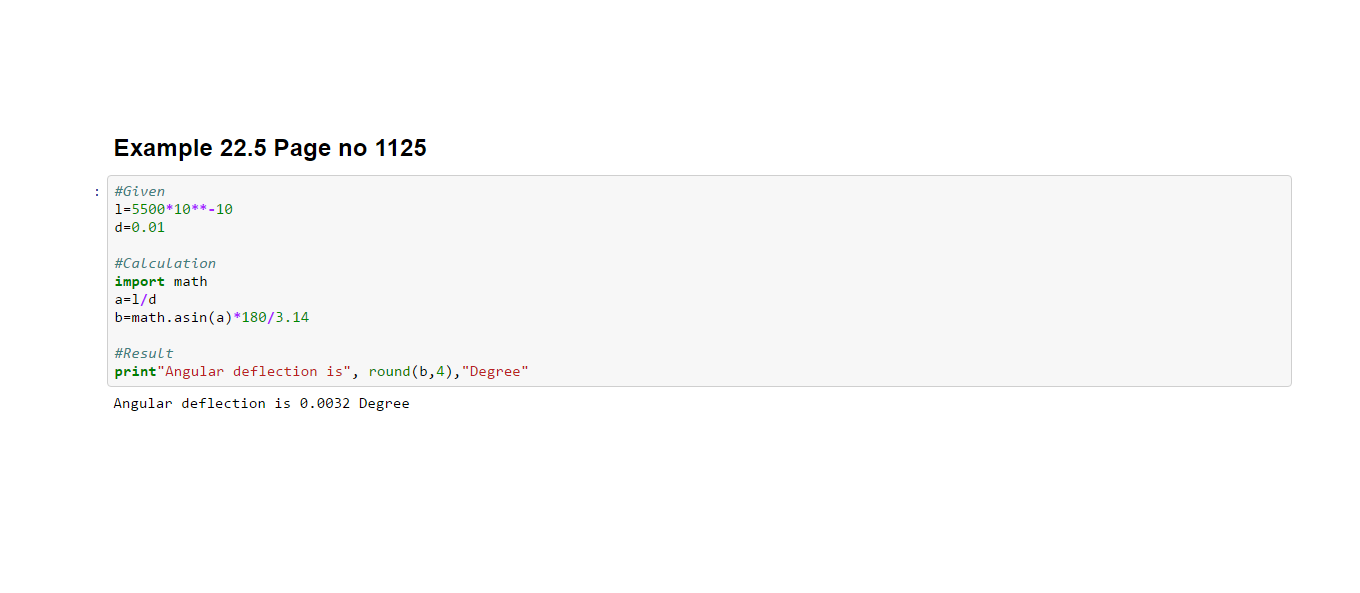 Example 22.5 Page no 1125
:
#Given
l=5500*10**-10
d=0.01
#Calculation
import math
a=l/d
b=math.asin(a)*180/3.14
#Result
print"Angular deflection is", round(b,4),"Degree"
Angular deflection is 0.0032 Degree